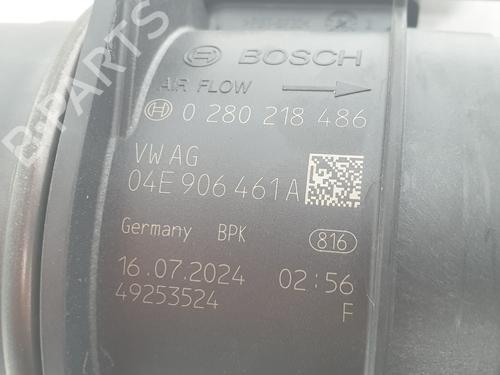 BOSCH
AIR FLOW
0 280 218 486
VW AG
04E 906 461 A
Germany BPK 816
16.07.2024 02:56
49253524 F
B-PARTS